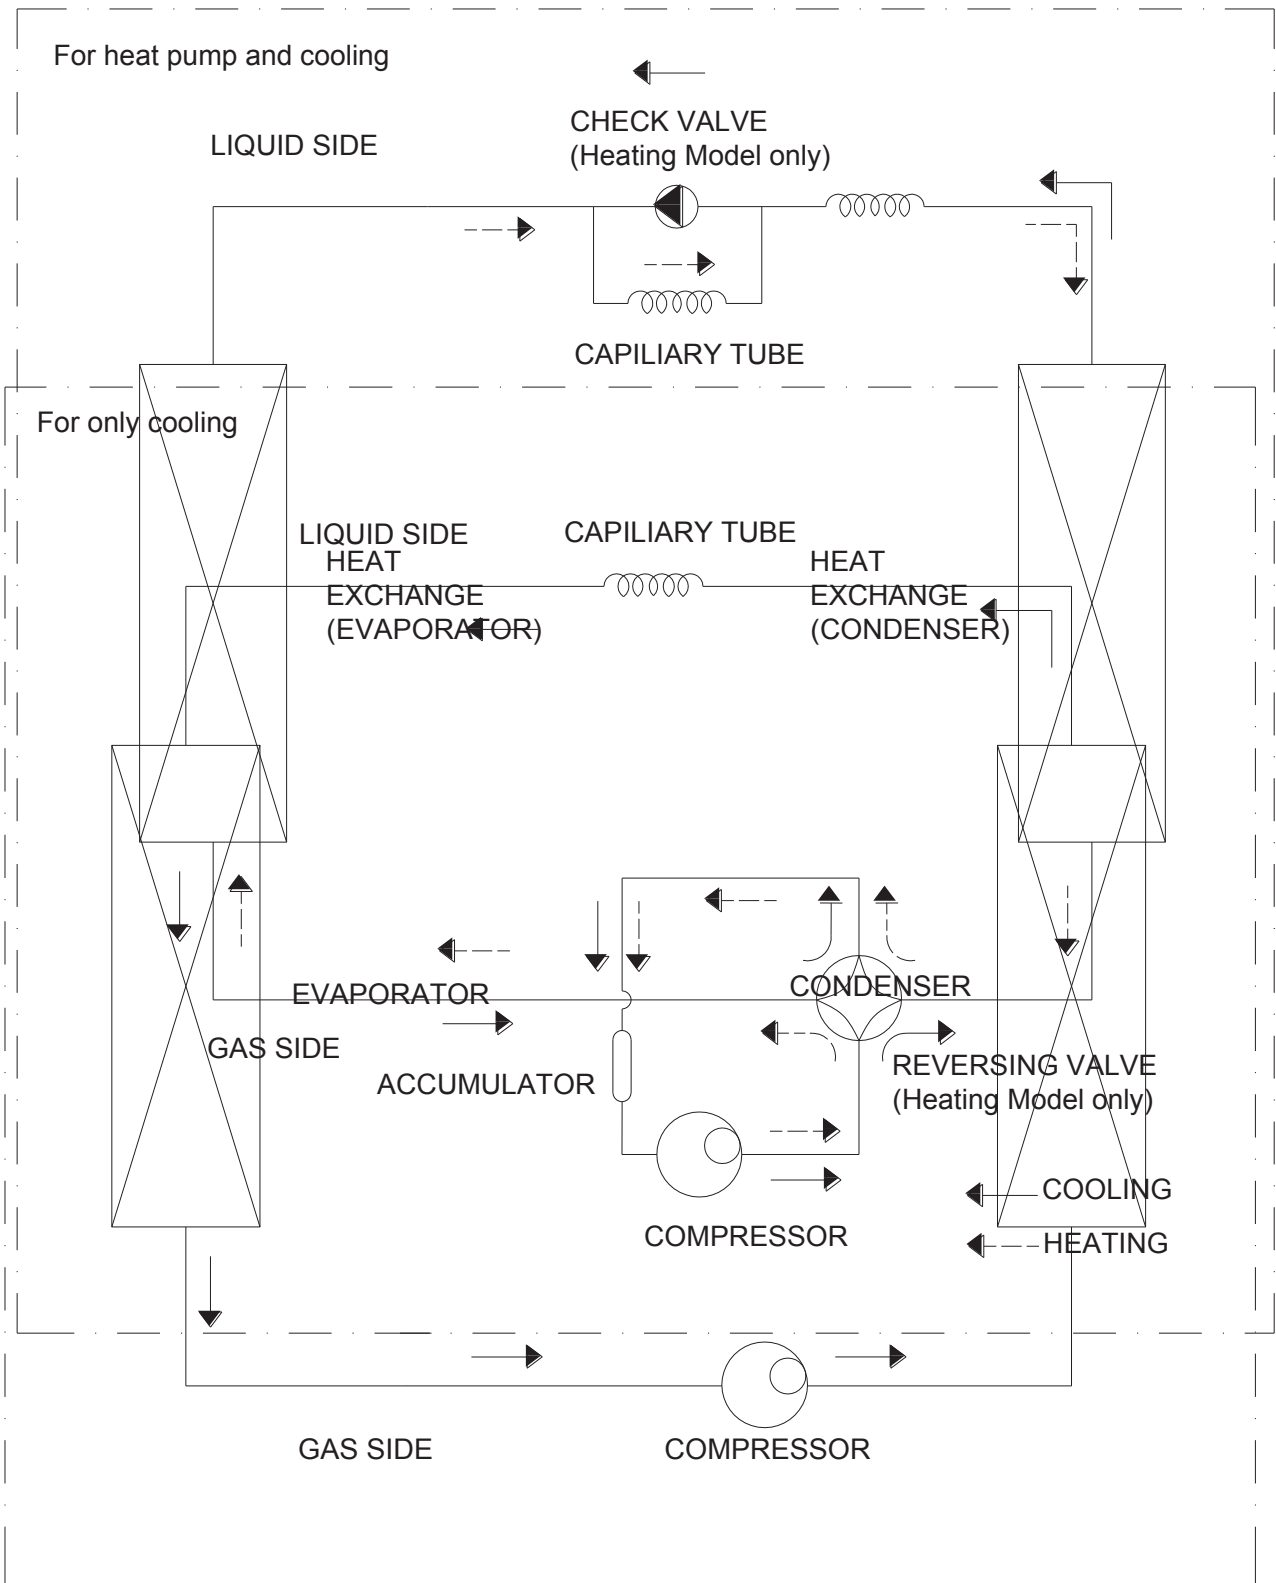 For heat pump and cooling
CHECK VALVE
(Heating Model only)
LIQUID SIDE
CAPILIARY TUBE
For only cooling
LIQUID SIDE
CAPILIARY TUBE
HEAT
EXCHANGE
(EVAPORATOR)
HEAT
EXCHANGE
(CONDENSER)
EVAPORATOR
CONDENSER
GAS SIDE
ACCUMULATOR
REVERSING VALVE
(Heating Model only)
COOLING
COMPRESSOR
HEATING
GAS SIDE
COMPRESSOR